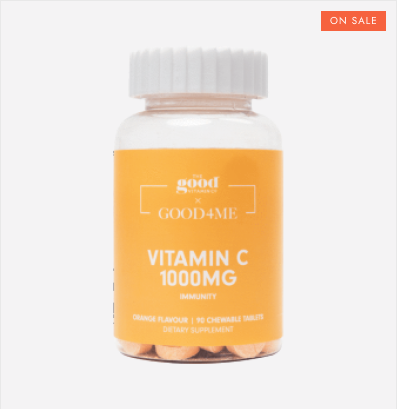 ON SALE
THE
good
VITAMIN CO
×
GOOD4ME
VITAMIN C
1000MG
IMMUNITY
ORANGE FLAVOUR | 90 CHEWABLE TABLETS
DIETARY SUPPLEMENT